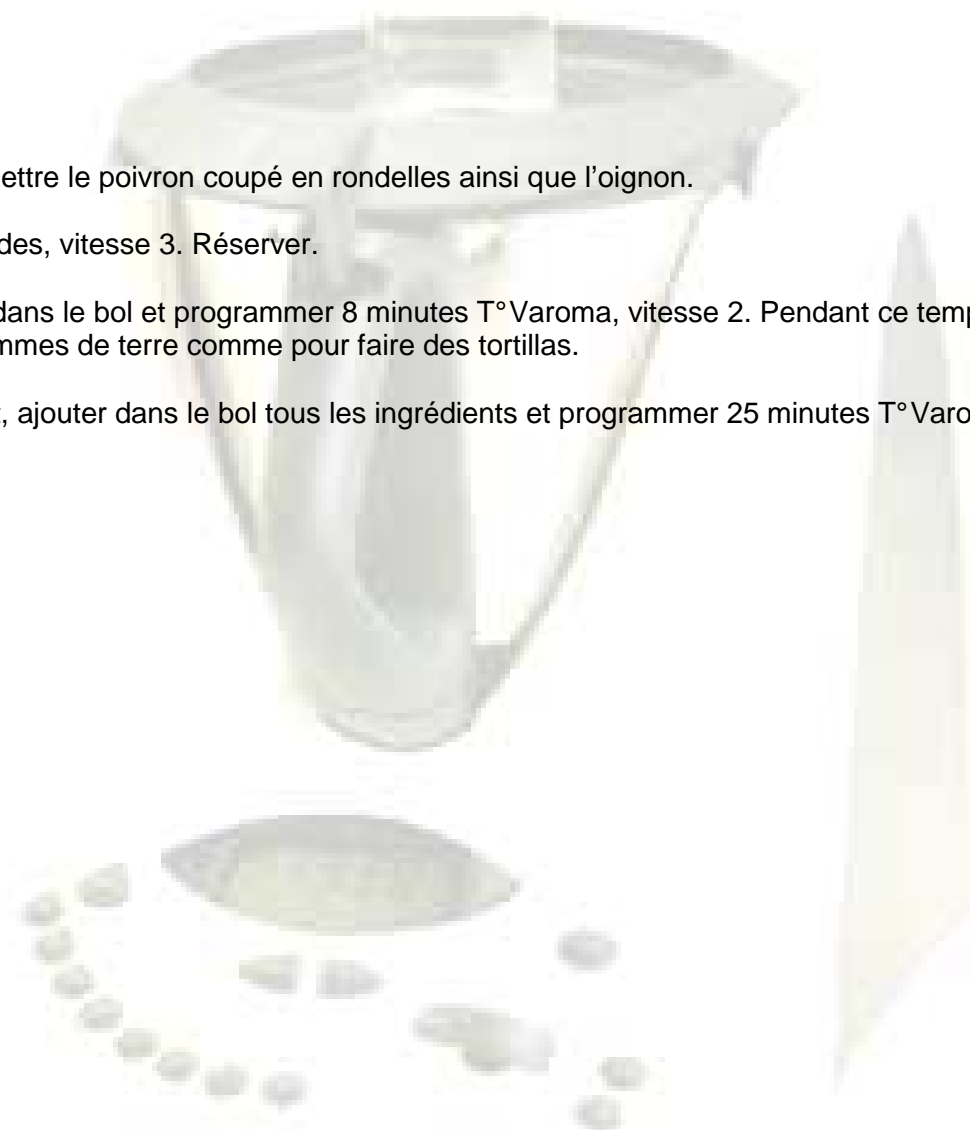 ettre le poivron coupé en rondelles ainsi que l’oignon.
des, vitesse 3. Réserver.
dans le bol et programmer 8 minutes T°Varoma, vitesse 2. Pendant ce temp
mmes de terre comme pour faire des tortillas.
, ajouter dans le bol tous les ingrédients et programmer 25 minutes T°Varo